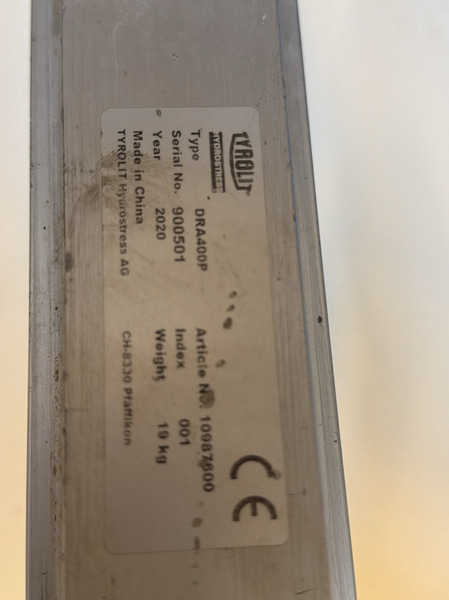 TYROLIT
HYDROSTRESS
Type DRA400P Article No. 10987600
Serial No. 900501 Index 001
Year 2020 Weight 19 kg
Made in China
TYROLIT Hydrostress AG CH-8330 Pfäffikon
CE